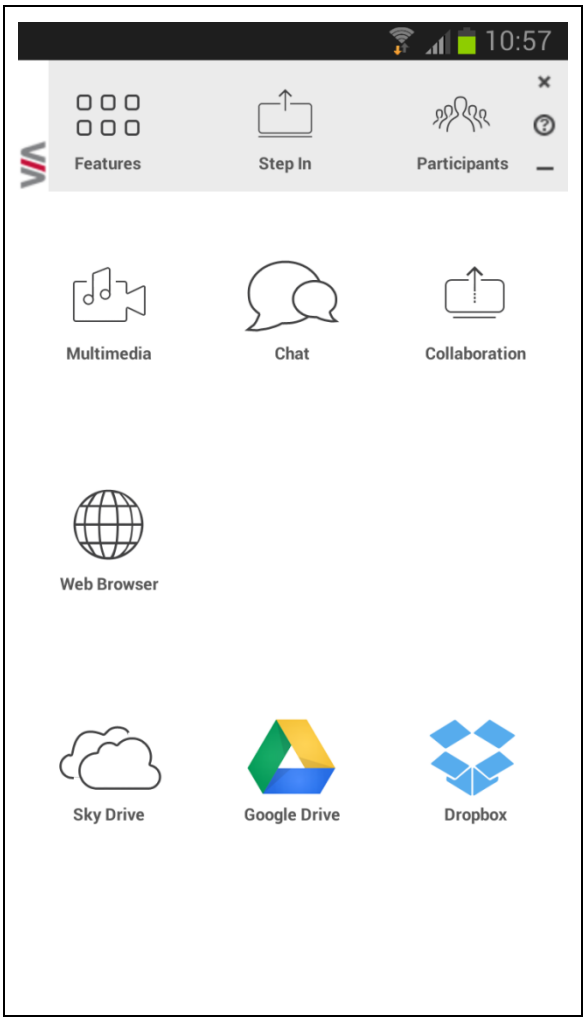 10:57
Features Step In Participants
Multimedia Chat Collaboration
Web Browser
Sky Drive Google Drive Dropbox